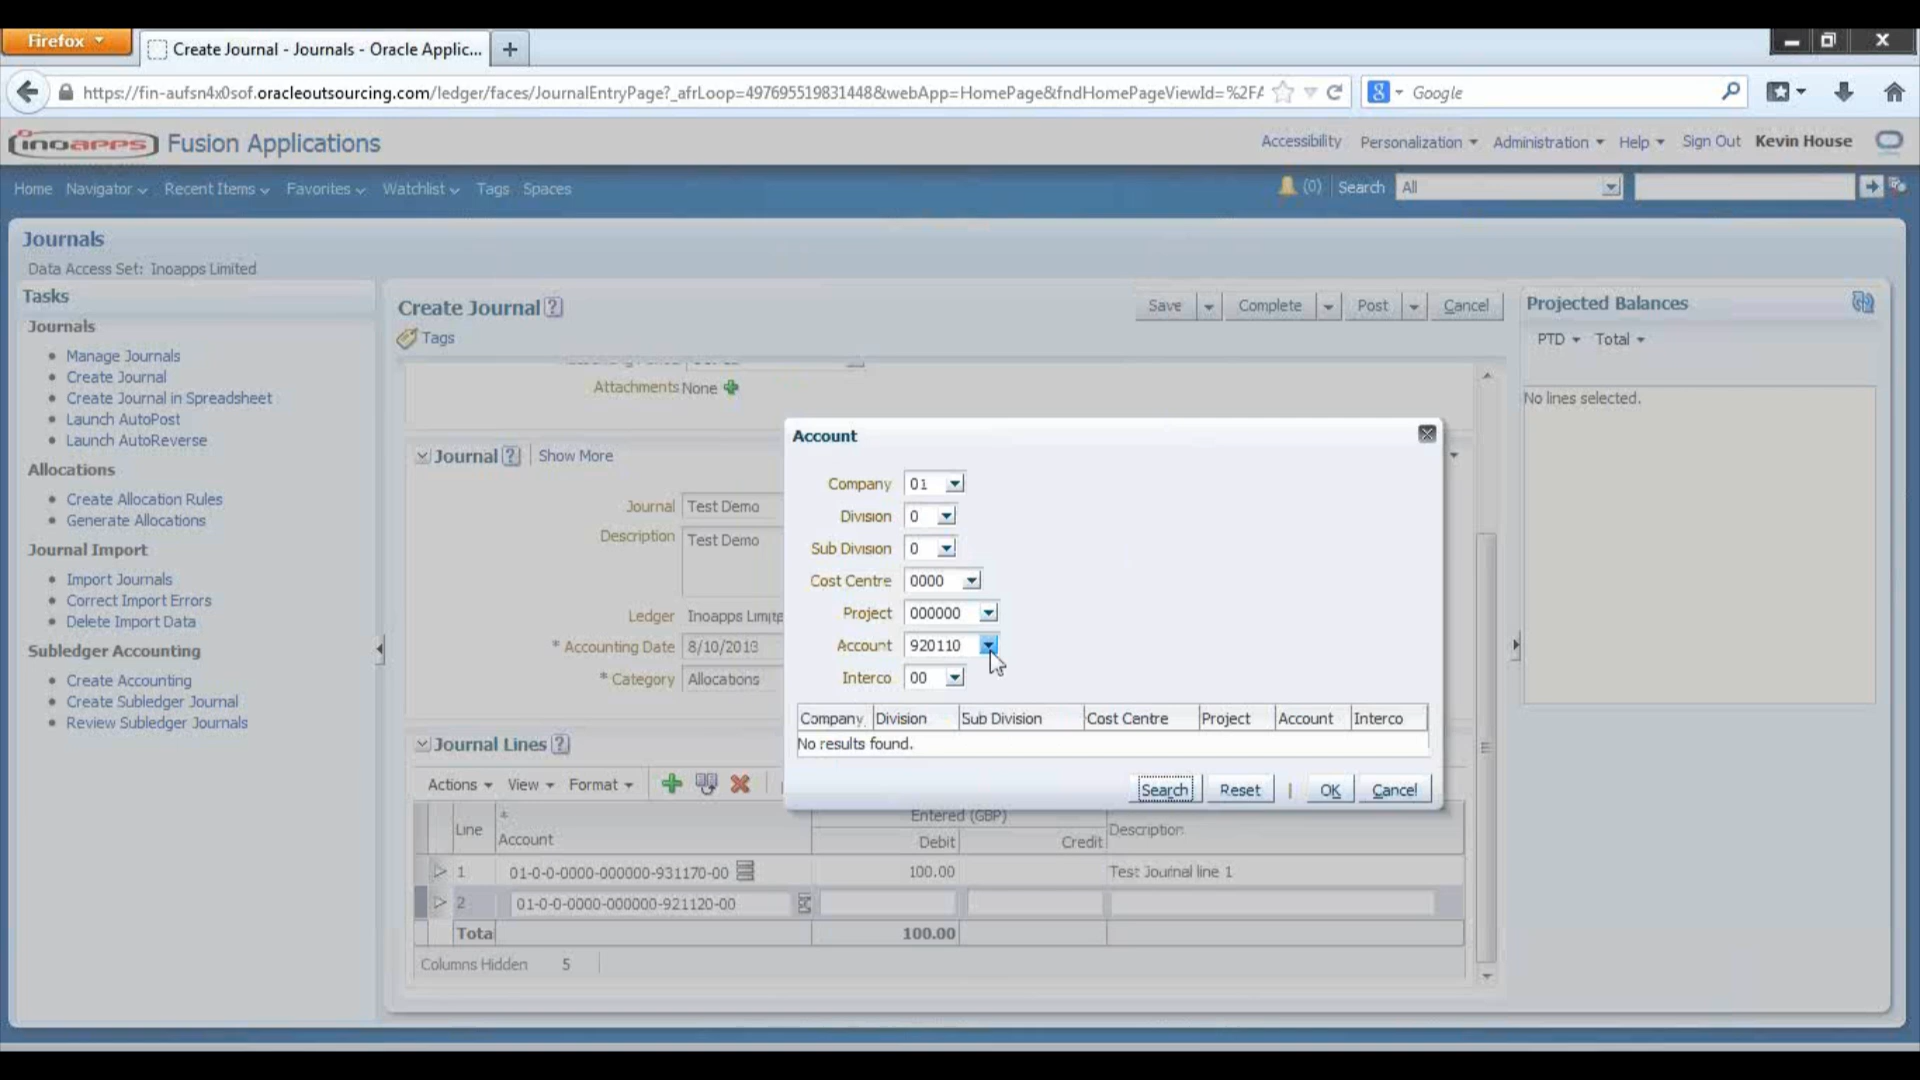 Firefox
Create Journal - Journals - Oracle Applic...
https://fin-aufsn4x0sof.oracleoutsourcing.com/ledger/faces/JournalEntryPage?_afrLoop=497695519831448&webApp=HomePage&fndHomePageViewId=%2FA
Google
inoapps Fusion Applications
Accessibility Personalization Administration Help Sign Out Kevin House
Home Navigator Recent Items Favorites Watchlist Tags Spaces
(0) Search All
Journals
Data Access Set: Inoapps Limited
Tasks
Journals
Manage Journals
Create Journal
Create Journal in Spreadsheet
Launch AutoPost
Launch AutoReverse
Allocations
Create Allocation Rules
Generate Allocations
Journal Import
Import Journals
Correct Import Errors
Delete Import Data
Subledger Accounting
Create Accounting
Create Subledger Journal
Review Subledger Journals
Create Journal ?
Save Complete Post Cancel
Tags
Attachments None
Journal ? Show More
Journal Test Demo
Description Test Demo
Ledger Inoapps Limite
* Accounting Date 8/10/2013
* Category Allocations
Account
Company 01
Division 0
Sub Division 0
Cost Centre 0000
Project 000000
Account 920110
Interco 00
Company Division Sub Division Cost Centre Project Account Interco
No results found.
Search Reset | OK Cancel
Journal Lines ?
Actions View Format
Line * Account Entered (GBP) Description
Debit Credit
1 01-0-0-0000-000000-931170-00 100.00 Test Journal line 1
2 01-0-0-0000-000000-921120-00
Tota 100.00
Columns Hidden 5
Projected Balances
PTD Total
No lines selected.